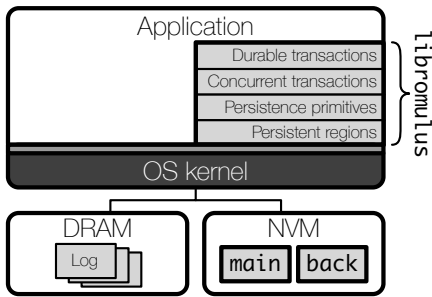 Application
Durable transactions
Concurrent transactions
Persistence primitives
Persistent regions
libromulus
OS kernel
DRAM
Log
NVM
main
back